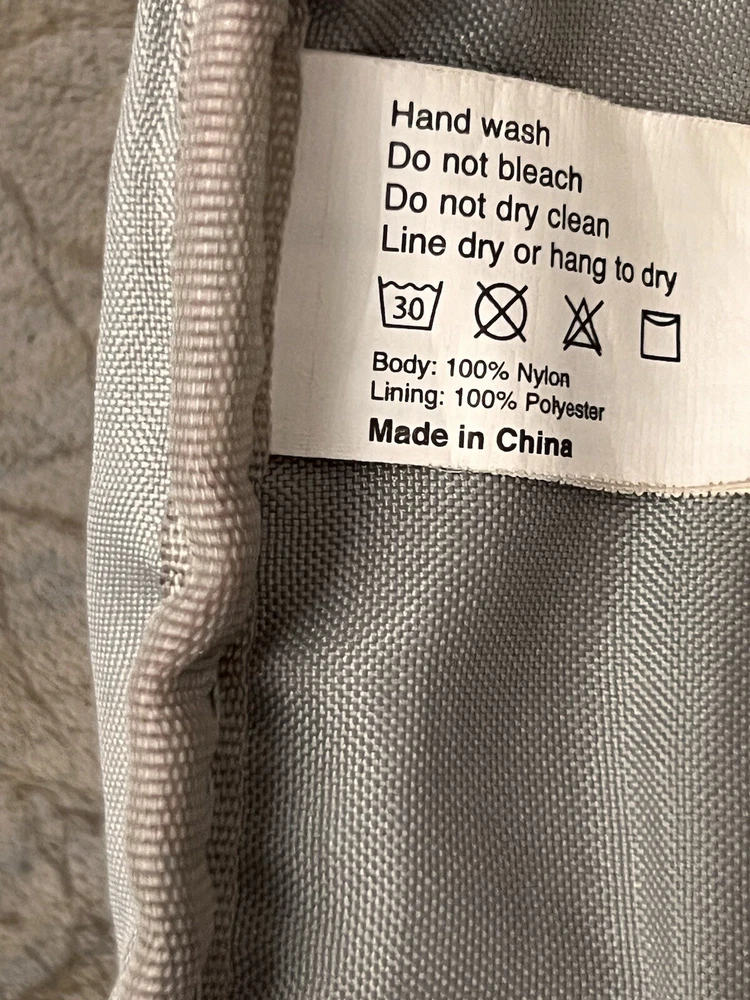 Hand wash
Do not bleach
Do not dry clean
Line dry or hang to dry
30
Body: 100% Nylon
Lining: 100% Polyester
Made in China